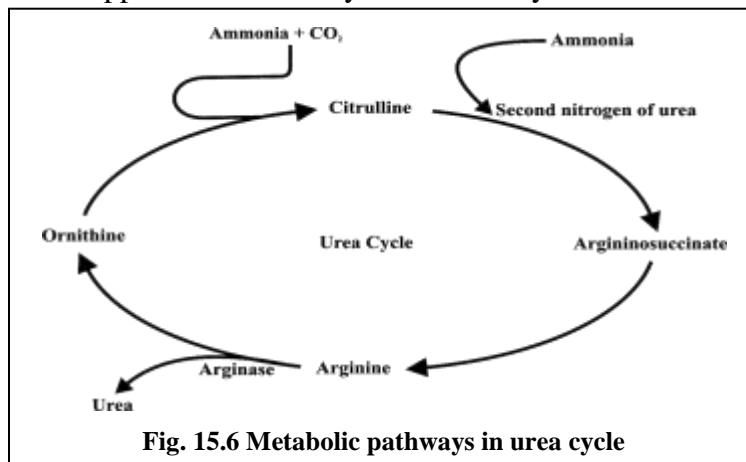 Ammonia + CO₂
Ammonia
Citrulline
Second nitrogen of urea
Ornithine
Urea Cycle
Argininosuccinate
Arginase
Arginine
Urea
Fig. 15.6 Metabolic pathways in urea cycle